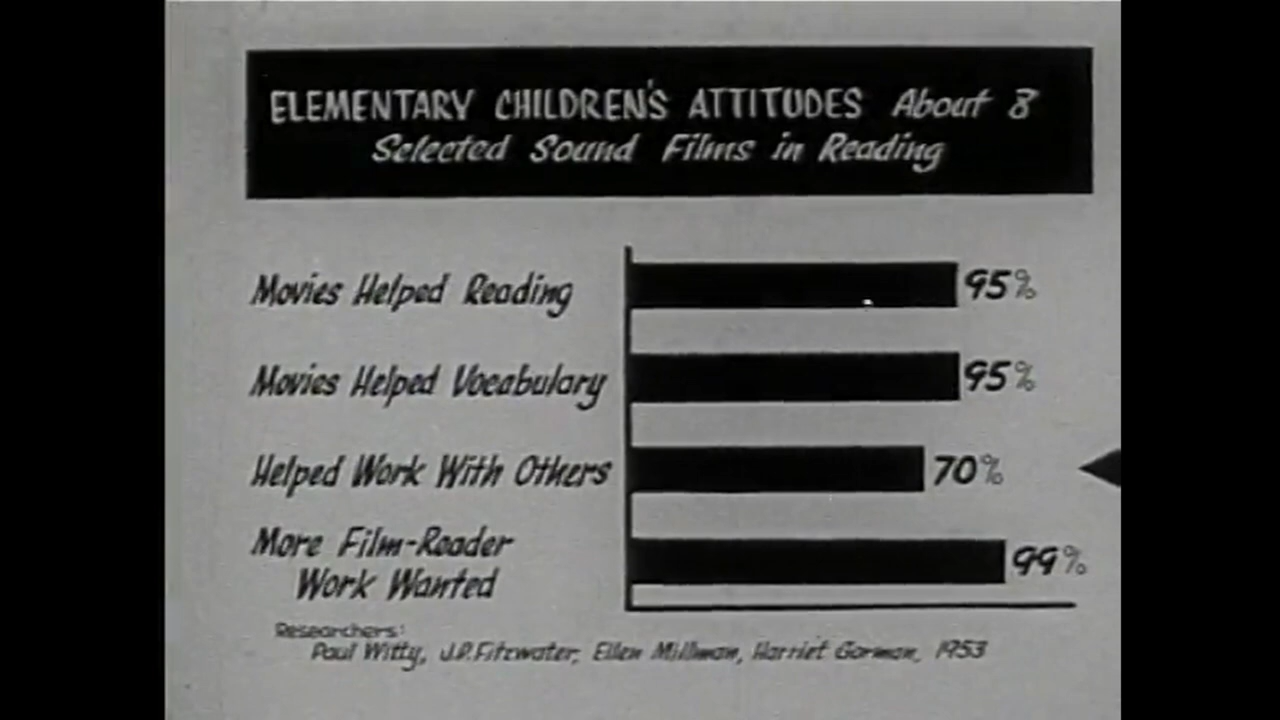 ELEMENTARY CHILDREN'S ATTITUDES About 8
Selected Sound Films in Reading
Movies Helped Reading 95%
Movies Helped Vocabulary 95%
Helped Work With Others 70%
More Film-Reader
Work Wanted 99%
Researchers:
Paul Witty, J.P. Fitzwater, Ellen Millman, Harriet Gorman, 1953